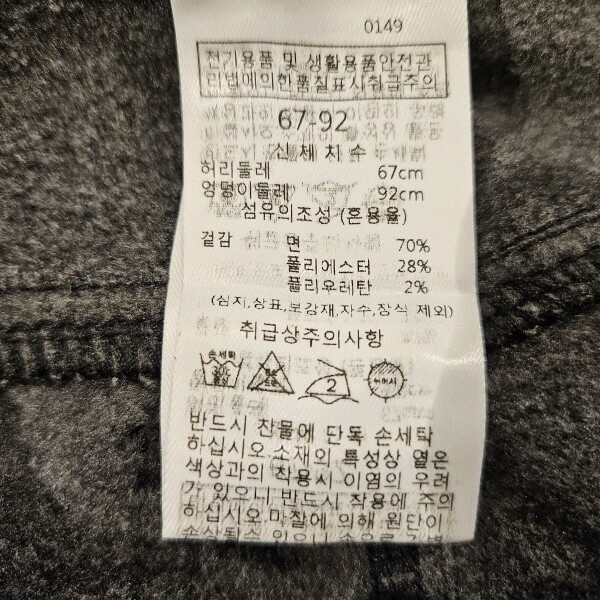 0149
전기용품 및 생활용품안전관
리법에의한품질표시취급주의
67-92
신체치수
허리둘레 67cm
엉덩이둘레 92cm
섬유의조성(혼용율)
겉감 면 70%
폴리에스터 28%
폴리우레탄 2%
(심지,상표,보강재,자수,장식 제외)
취급상주의사항
손세탁
30℃
2
뉘어서
반드시 찬물에 단독 손세탁
하십시오.소재의 특성상 옅은
색상과의 착용시 이염의 우려
가 있으니 반드시 착용에 주의
하십시오.마찰에 의해 원단이